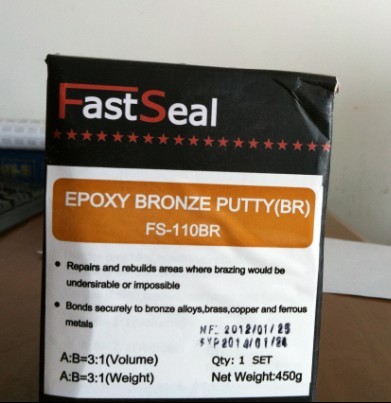 FastSeal
EPOXY BRONZE PUTTY(BR)
FS-110BR
• Repairs and rebuilds areas where brazing would be
undersirable or impossible
• Bonds securely to bronze alloys,brass,copper and ferrous
metals
2012/01/25
2014/01/24
A:B=3:1(Volume)
Qty: 1 SET
A:B=3:1(Weight)
Net Weight:450g